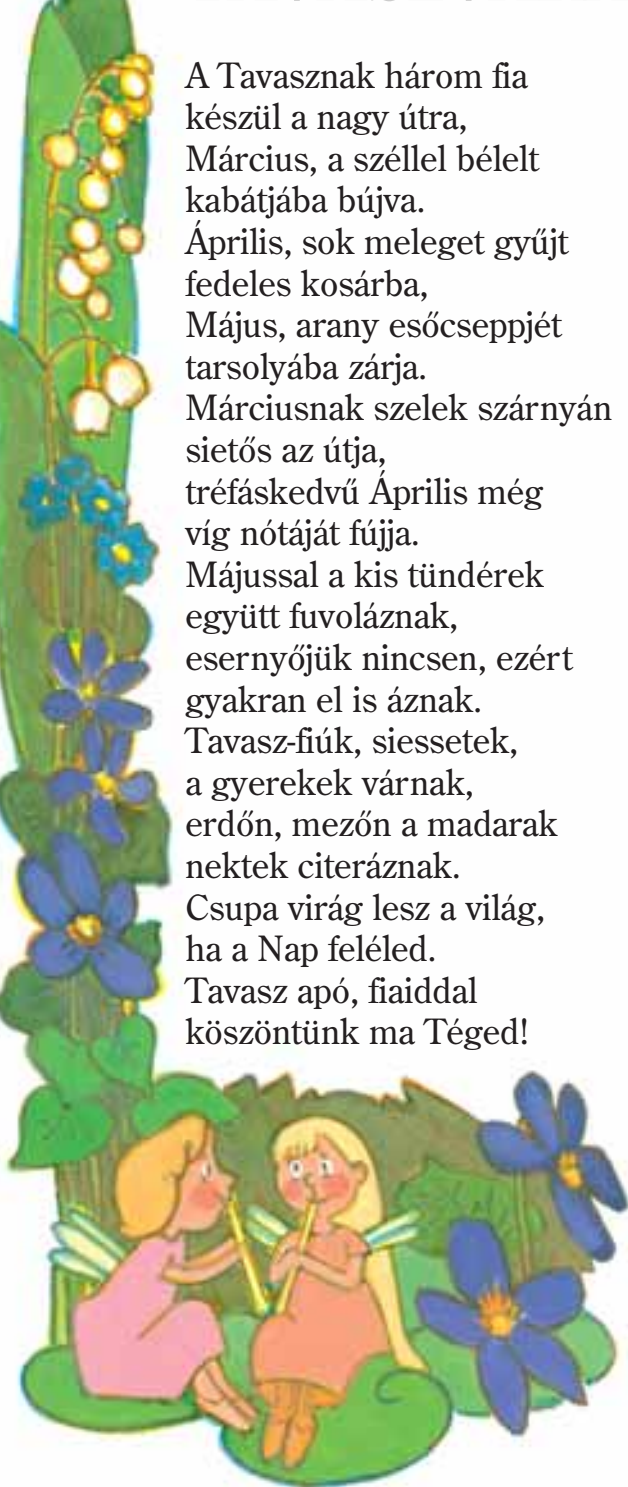 A Tavasznak három fia
készül a nagy útra,
Március, a széllel bélelt
kabátjába bújva.
Április, sok meleget gyűjt
fedeles kosárba,
Május, arany esőcseppjét
tarsolyába zárja.
Márciusnak szelek szárnyán
sietős az útja,
tréfáskedvű Április még
víg nótáját fújja.
Májussal a kis tündérek
együtt fuvoláznak,
esernyőjük nincsen, ezért
gyakran el is áznak.
Tavasz-fiúk, siessetek,
a gyerekek várnak,
erdőn, mezőn a madarak
nektek citeráznak.
Csupa virág lesz a világ,
ha a Nap feléled.
Tavasz apó, fiaiddal
köszöntünk ma Téged!